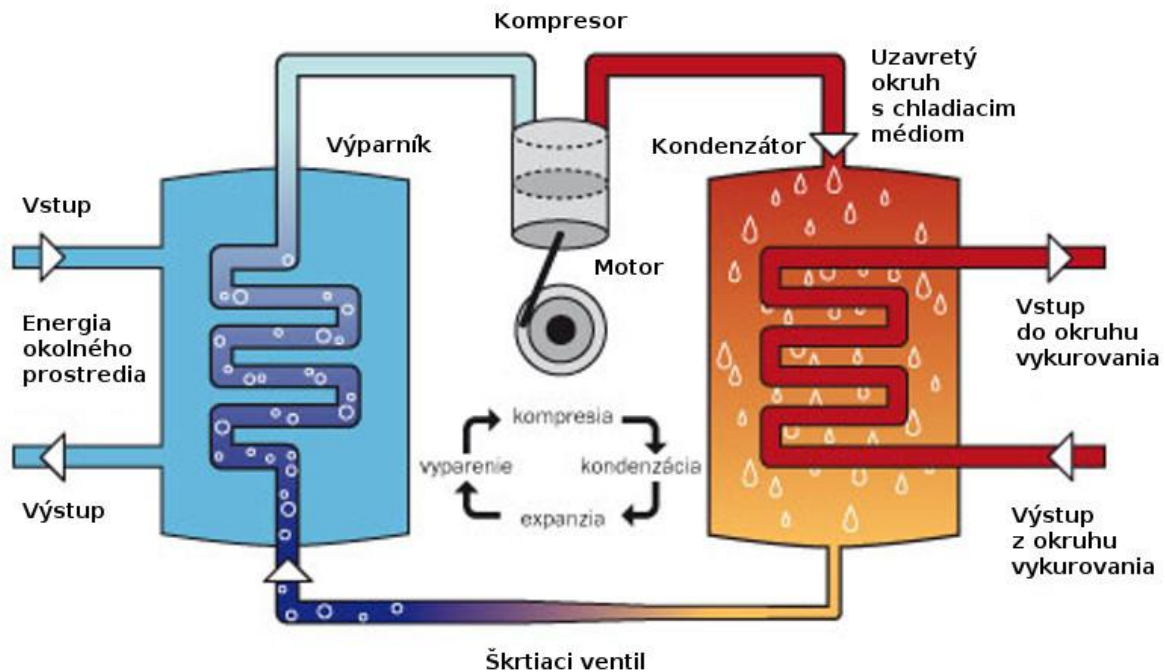 Kompresor
Uzavretý
okruh
s chladiacim
médiom
Výparník
Kondenzátor
Vstup
Motor
Energia
okolného
prostredia
Vstup
do okruhu
vykurovania
kompresia
vyparenie
kondenzácia
expanzia
Výstup
Výstup
z okruhu
vykurovania
Škrtiaci ventil